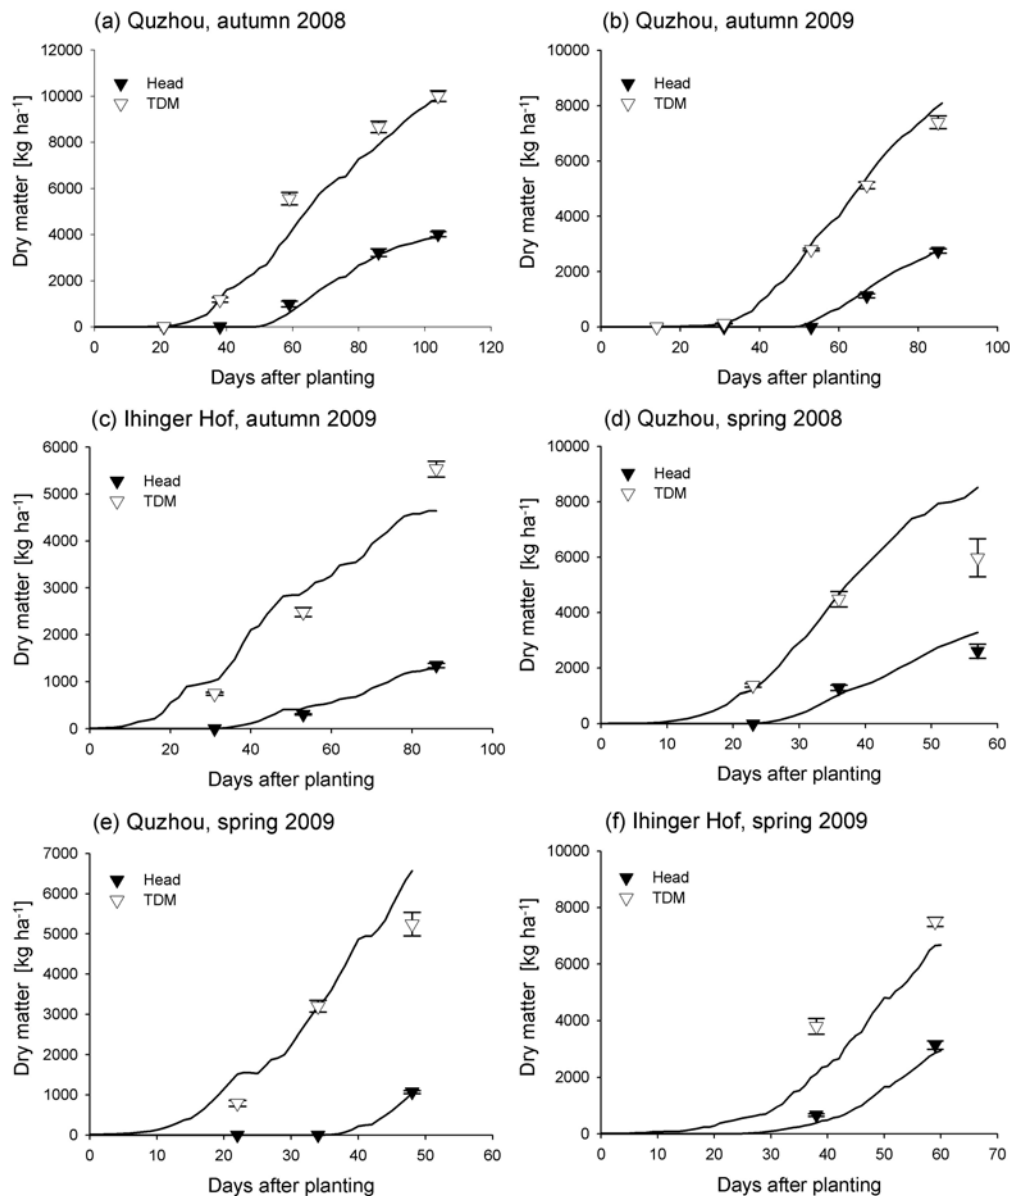 (a) Quzhou, autumn 2008
12000
10000
8000
6000
4000
2000
0
Dry matter [kg ha⁻¹]
Head
TDM
0 20 40 60 80 100 120
Days after planting
(b) Quzhou, autumn 2009
10000
8000
6000
4000
2000
0
Dry matter [kg ha⁻¹]
Head
TDM
0 20 40 60 80 100
Days after planting
(c) Ihinger Hof, autumn 2009
6000
5000
4000
3000
2000
1000
0
Dry matter [kg ha⁻¹]
Head
TDM
0 20 40 60 80 100
Days after planting
(d) Quzhou, spring 2008
10000
8000
6000
4000
2000
0
Dry matter [kg ha⁻¹]
Head
TDM
0 10 20 30 40 50 60
Days after planting
(e) Quzhou, spring 2009
7000
6000
5000
4000
3000
2000
1000
0
Dry matter [kg ha⁻¹]
Head
TDM
0 10 20 30 40 50 60
Days after planting
(f) Ihinger Hof, spring 2009
10000
8000
6000
4000
2000
0
Dry matter [kg ha⁻¹]
Head
TDM
0 10 20 30 40 50 60 70
Days after planting